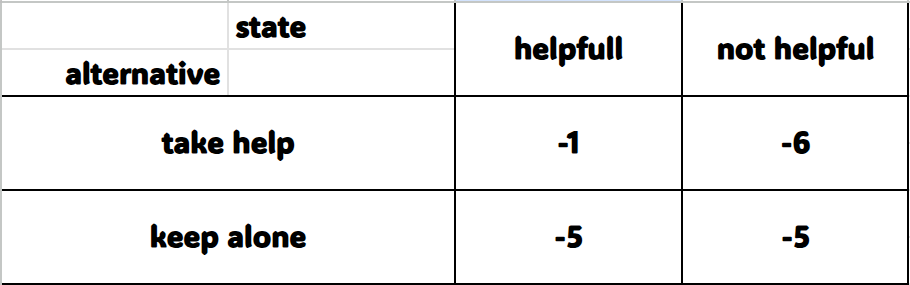 state
helpfull
not helpful
alternative
take help
-1
-6
keep alone
-5
-5